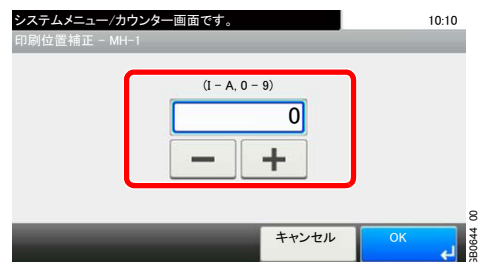 システムメニュー/カウンター画面です。 10:10
印刷位置補正 - MH-1
(I - A, 0 - 9)
0
− +
キャンセル OK
GB0644 00